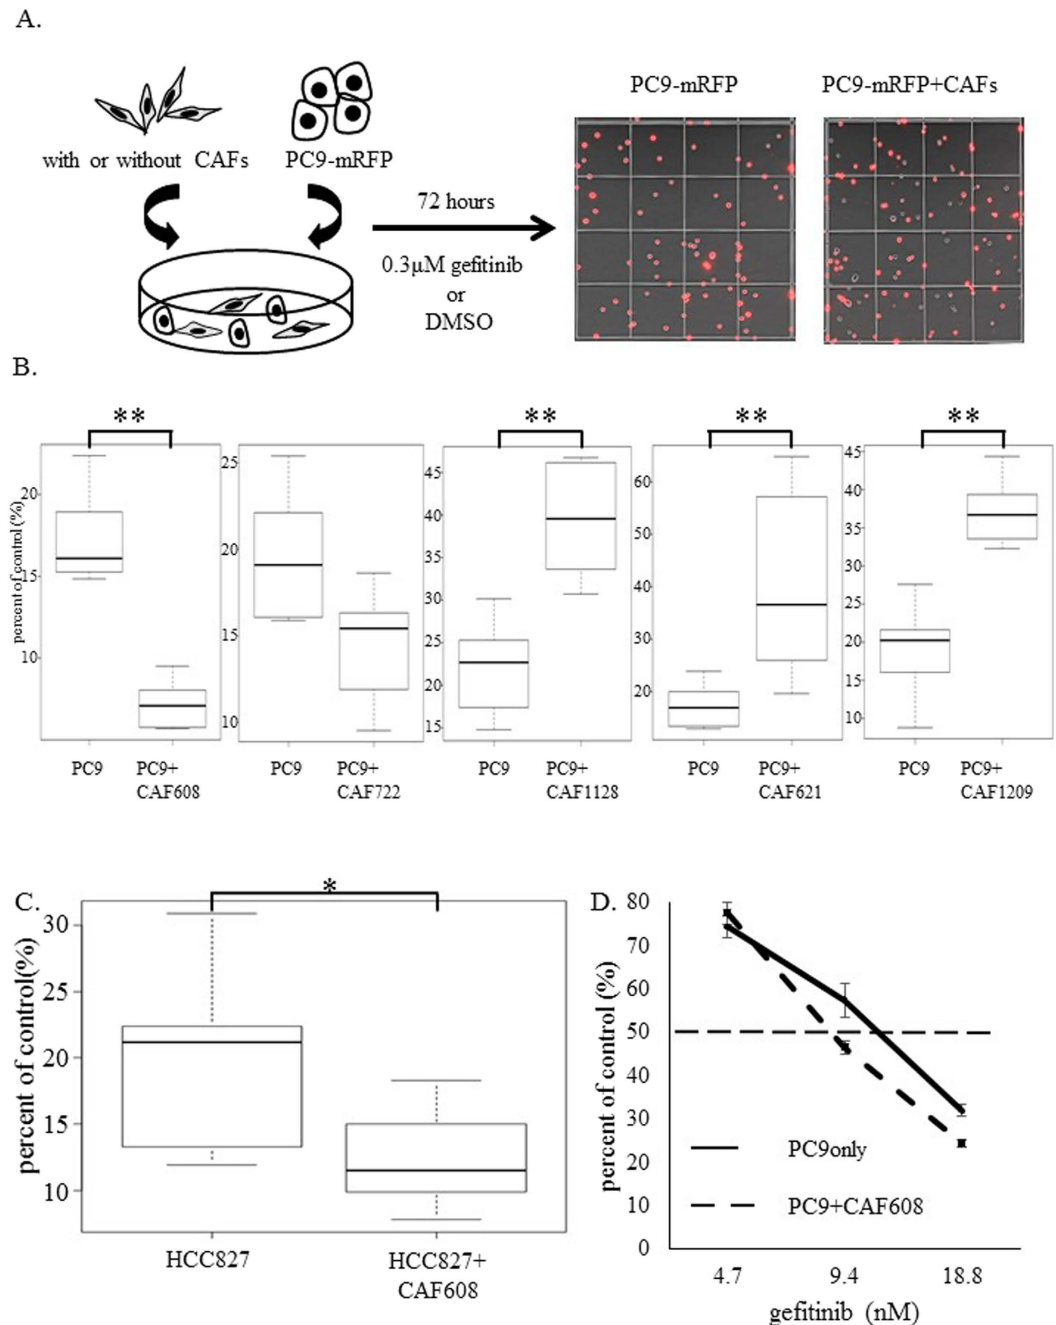 A.
with or without CAFs
PC9-mRFP
72 hours
0.3μM gefitinib
or
DMSO
PC9-mRFP
PC9-mRFP+CAFs
B.
percent of control (%)
**
20
15
10
PC9
PC9+
CAF608
25
20
15
10
PC9
PC9+
CAF722
**
45
40
35
30
25
20
15
PC9
PC9+
CAF1128
**
60
50
40
30
20
PC9
PC9+
CAF621
**
45
40
35
30
25
20
15
10
PC9
PC9+
CAF1209
C.
*
percent of control(%)
30
25
20
15
10
HCC827
HCC827+
CAF608
D.
percent of control (%)
80
70
60
50
40
30
20
10
0
PC9only
PC9+CAF608
4.7
9.4
18.8
gefitinib (nM)